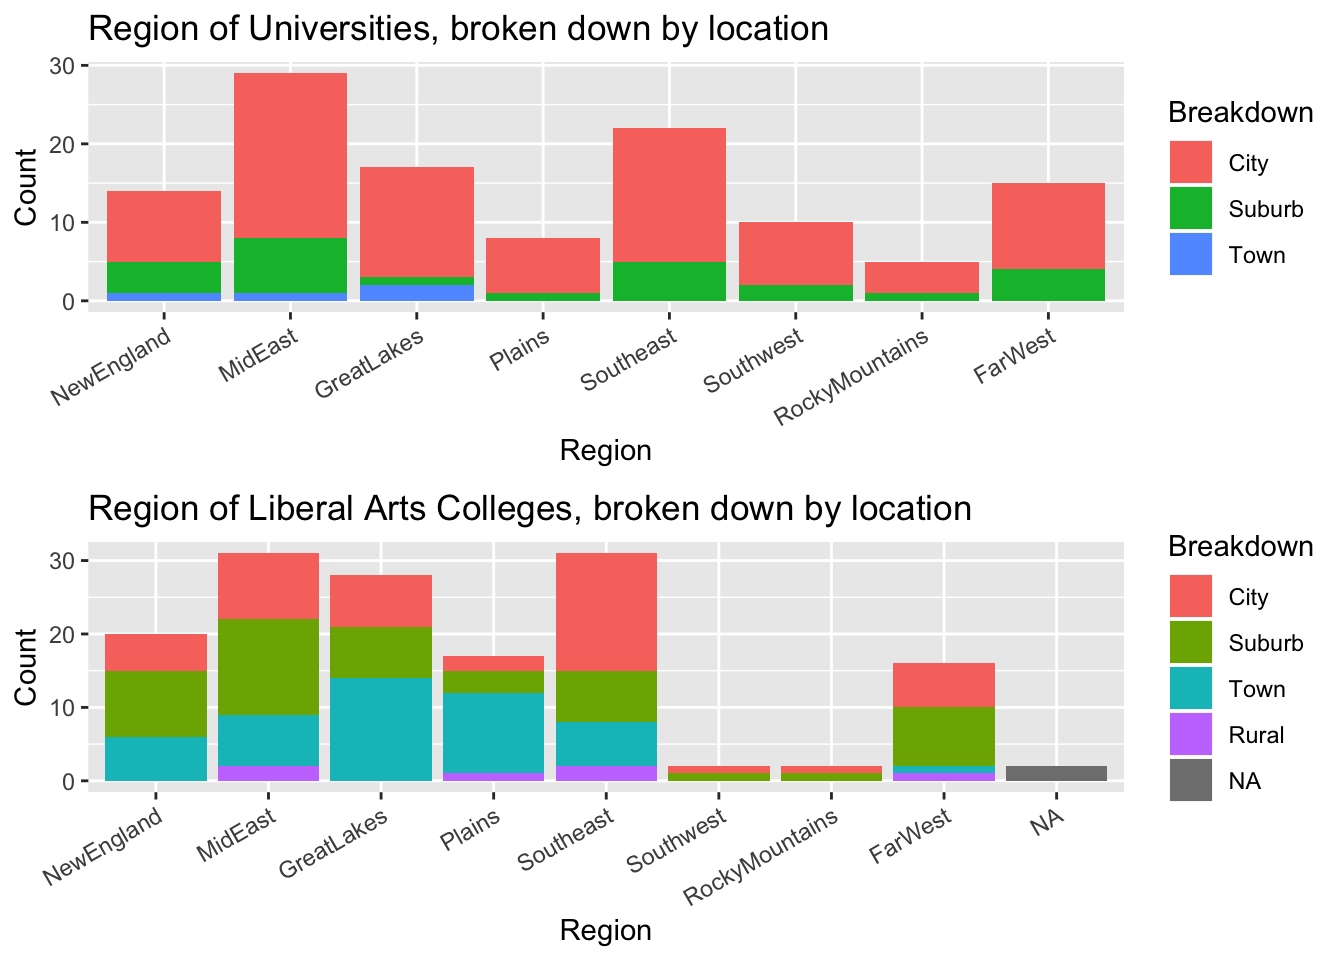 Region of Universities, broken down by location
Count
30
20
10
0
NewEngland
MidEast
GreatLakes
Plains
Southeast
Southwest
RockyMountains
FarWest
Region
Breakdown
City
Suburb
Town
Region of Liberal Arts Colleges, broken down by location
Count
30
20
10
0
NewEngland
MidEast
GreatLakes
Plains
Southeast
Southwest
RockyMountains
FarWest
NA
Region
Breakdown
City
Suburb
Town
Rural
NA